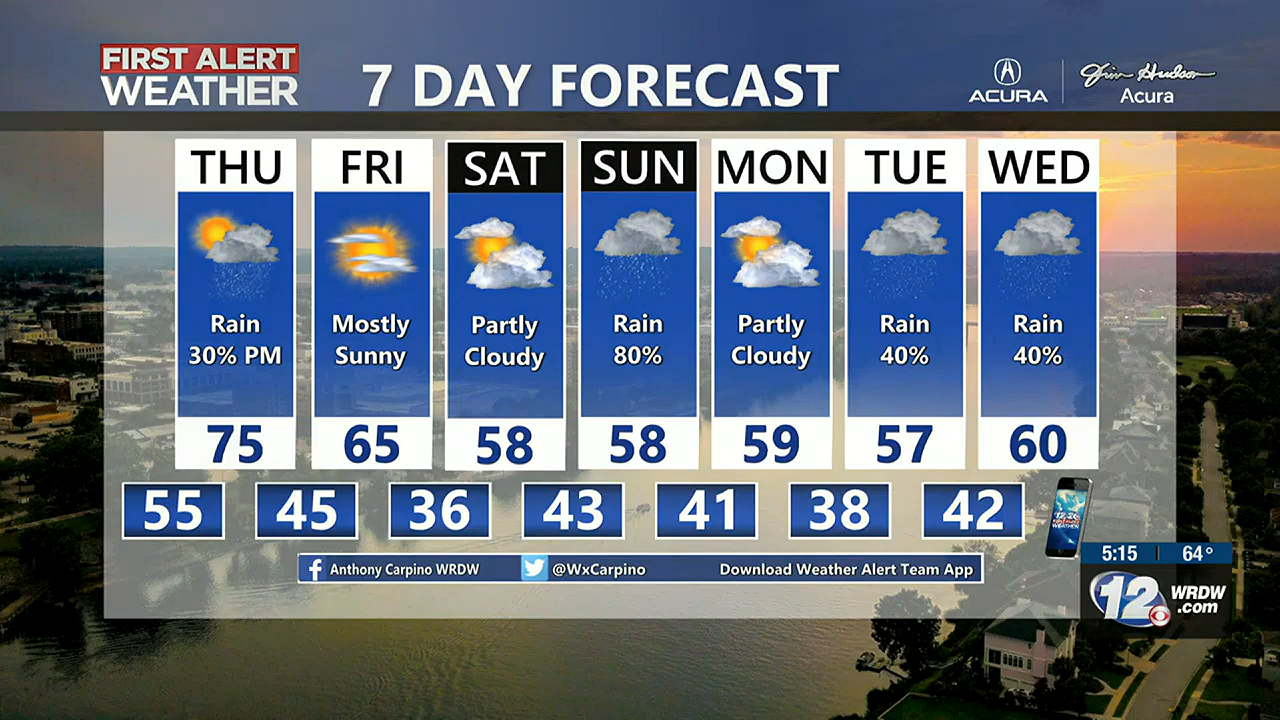 FIRST ALERT
WEATHER
7 DAY FORECAST
ACURA
Jim Hudson
Acura
THU
FRI
SAT
SUN
MON
TUE
WED
Rain
30% PM
Mostly
Sunny
Partly
Cloudy
Rain
80%
Partly
Cloudy
Rain
40%
Rain
40%
75
65
58
58
59
57
60
55
45
36
43
41
38
42
Anthony Carpino WRDW
@WxCarpino
Download Weather Alert Team App
5:15
64°
12
WRDW
.com